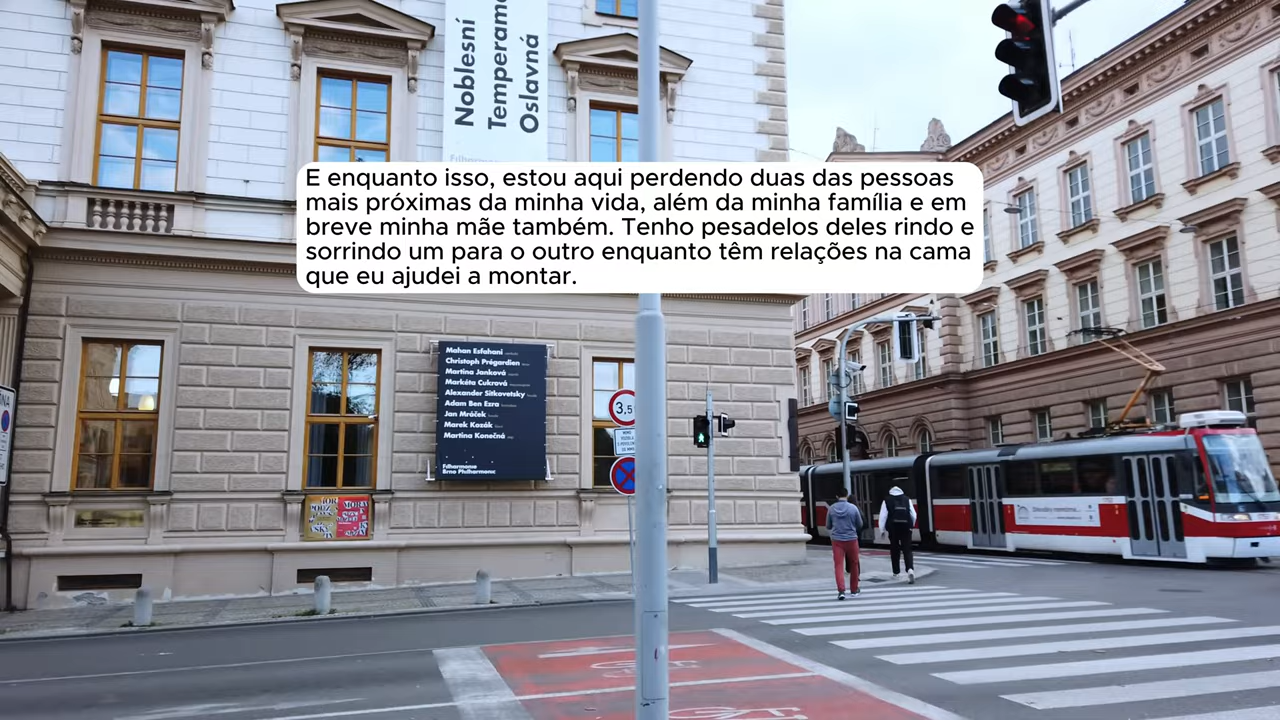 Noblesní
Temperam
Oslavná
Filharmonie
E enquanto isso, estou aqui perdendo duas das pessoas
mais próximas da minha vida, além da minha família e em
breve minha mãe também. Tenho pesadelos deles rindo e
sorrindo um para o outro enquanto têm relações na cama
que eu ajudei a montar.
Mahan Esfahani
Christoph Prégardien
Martina Janková
Markéta Cukrová
Alexander Sitkovetsky
Adam Ben Ezra
Jan Mráček
Marek Kozák
Martina Konečná
Filharmonie
Brno Philharmonic
3,5